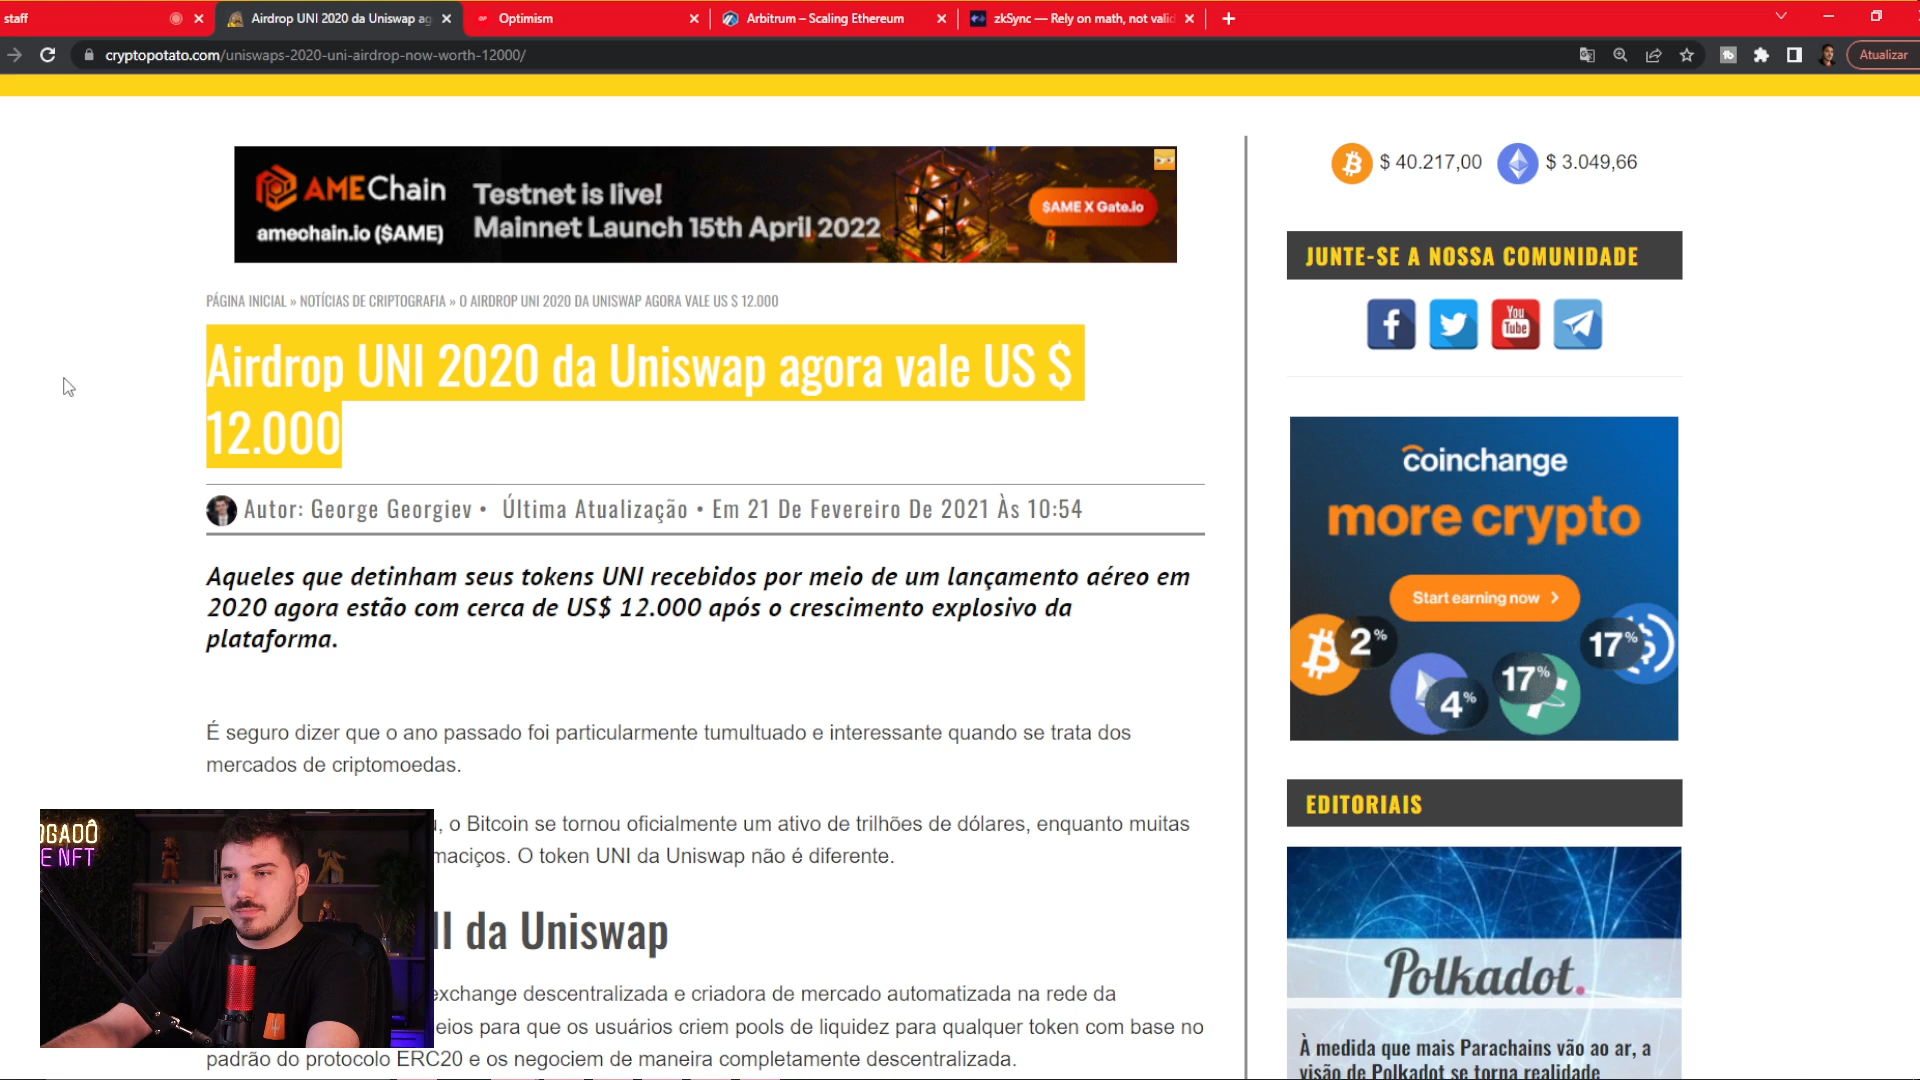 staff
Airdrop UNI 2020 da Uniswap ag
Optimism
Arbitrum – Scaling Ethereum
zkSync — Rely on math, not valid
cryptopotato.com/uniswaps-2020-uni-airdrop-now-worth-12000/
Atualizar
AMEChain
amechain.io ($AME)
Testnet is live!
Mainnet Launch 15th April 2022
$AME X Gate.io
$ 40.217,00
$ 3.049,66
JUNTE-SE A NOSSA COMUNIDADE
You
Tube
PÁGINA INICIAL » NOTÍCIAS DE CRIPTOGRAFIA » O AIRDROP UNI 2020 DA UNISWAP AGORA VALE US $ 12.000
Airdrop UNI 2020 da Uniswap agora vale US $
12.000
Autor: George Georgiev • Última Atualização • Em 21 De Fevereiro De 2021 Às 10:54
Aqueles que detinham seus tokens UNI recebidos por meio de um lançamento aéreo em
2020 agora estão com cerca de US$ 12.000 após o crescimento explosivo da
plataforma.
É seguro dizer que o ano passado foi particularmente tumultuado e interessante quando se trata dos
mercados de criptomoedas.
, o Bitcoin se tornou oficialmente um ativo de trilhões de dólares, enquanto muitas
maciços. O token UNI da Uniswap não é diferente.
ll da Uniswap
exchange descentralizada e criadora de mercado automatizada na rede da
eios para que os usuários criem pools de liquidez para qualquer token com base no
padrão do protocolo ERC20 e os negociem de maneira completamente descentralizada.
OGADÔ
E NFT
coinchange
more crypto
Start earning now >
2%
4%
17%
17%
EDITORIAIS
Polkadot.
À medida que mais Parachains vão ao ar, a
visão de Polkadot se torna realidade